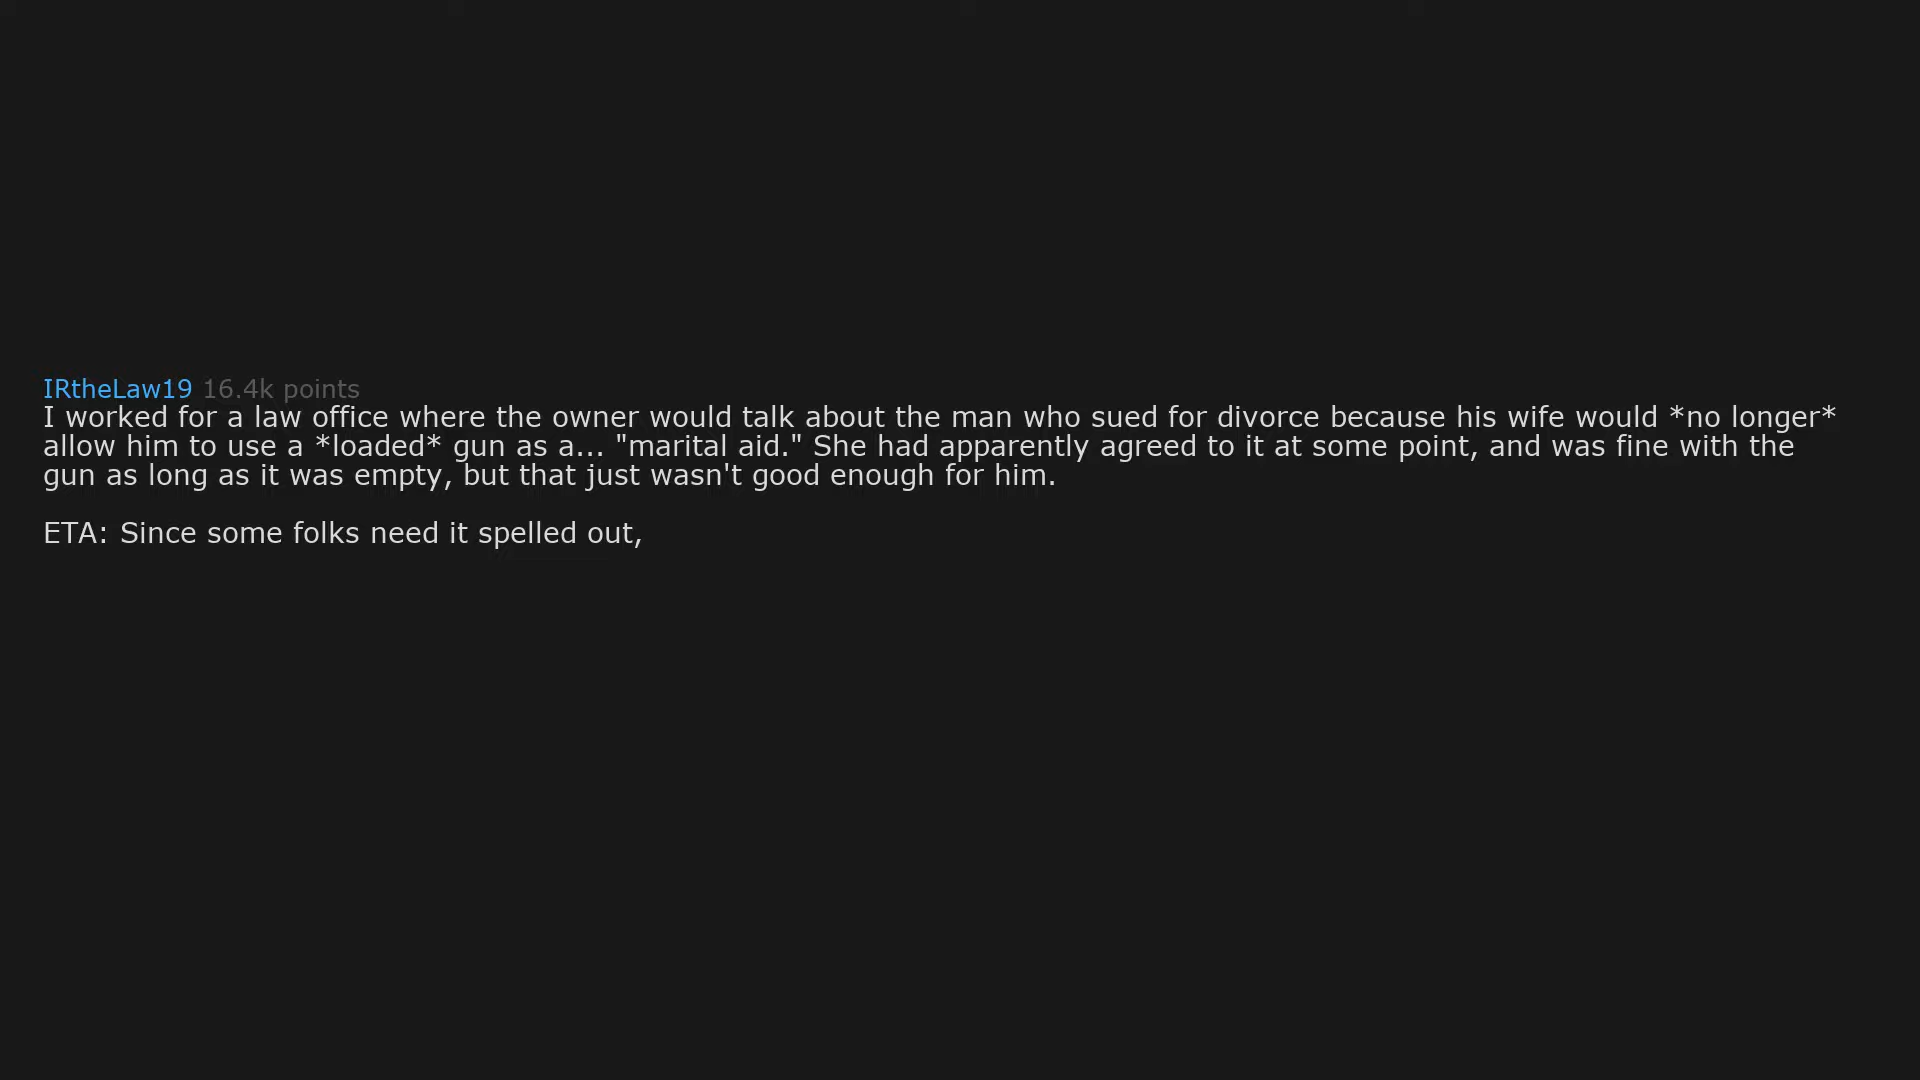 IRtheLaw19 16.4k points
I worked for a law office where the owner would talk about the man who sued for divorce because his wife would *no longer*
allow him to use a *loaded* gun as a... "marital aid." She had apparently agreed to it at some point, and was fine with the
gun as long as it was empty, but that just wasn't good enough for him.
ETA: Since some folks need it spelled out,